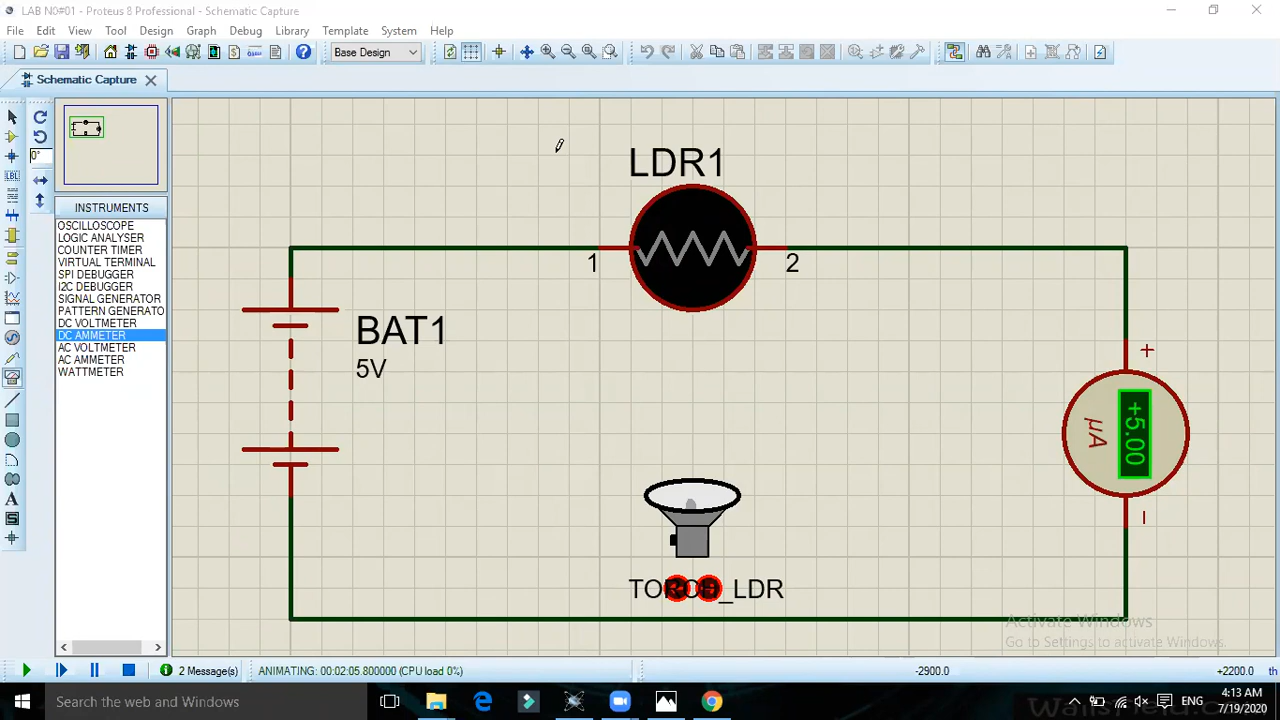 LAB N0#01 - Proteus 8 Professional - Schematic Capture
File Edit View Tool Design Graph Debug Library Template System Help
Base Design
Schematic Capture
0°
LBL
INSTRUMENTS
OSCILLOSCOPE
LOGIC ANALYSER
COUNTER TIMER
VIRTUAL TERMINAL
SPI DEBUGGER
I2C DEBUGGER
SIGNAL GENERATOR
PATTERN GENERATO
DC VOLTMETER
DC AMMETER
AC VOLTMETER
AC AMMETER
WATTMETER
LDR1
1
2
BAT1
5V
+
+5.00
µA
TORCH_LDR
Activate Windows
Go to Settings to activate Windows.
2 Message(s)
ANIMATING: 00:02:05.800000 (CPU load 0%)
-2900.0
+2200.0
th
Search the web and Windows
ENG
4:13 AM
7/19/2020